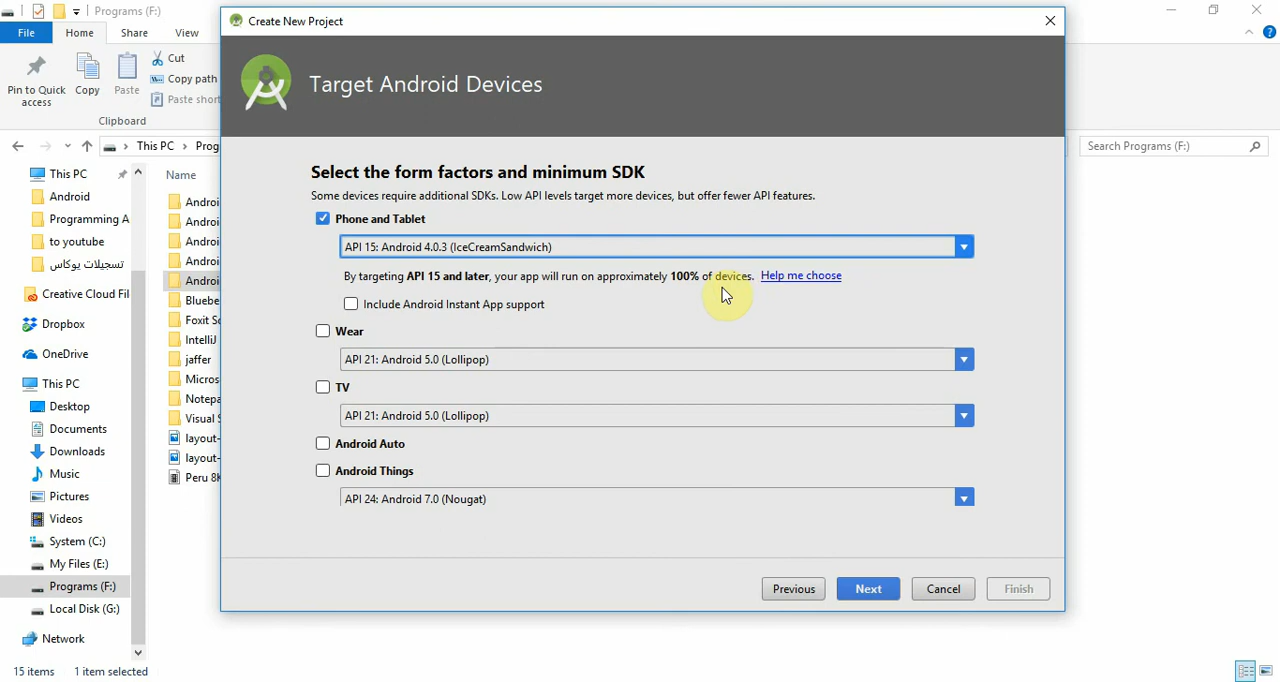 Programs (F:)
File
Home
Share
View
Pin to Quick access
Copy
Paste
Cut
Copy path
Paste short
Clipboard
This PC
Prog
Search Programs (F:)
This PC
Android
Programming A
to youtube
تسجيلات يوكاس
Creative Cloud Fil
Dropbox
OneDrive
This PC
Desktop
Documents
Downloads
Music
Pictures
Videos
System (C:)
My Files (E:)
Programs (F:)
Local Disk (G:)
Network
Name
Androi
Androi
Androi
Androi
Androi
Bluebe
Foxit So
IntelliJ
jaffer
Micros
Notepa
Visual S
layout-
layout-
Peru 8K
15 items
1 item selected
Create New Project
Target Android Devices
Select the form factors and minimum SDK
Some devices require additional SDKs. Low API levels target more devices, but offer fewer API features.
Phone and Tablet
API 15: Android 4.0.3 (IceCreamSandwich)
By targeting API 15 and later, your app will run on approximately 100% of devices. Help me choose
Include Android Instant App support
Wear
API 21: Android 5.0 (Lollipop)
TV
API 21: Android 5.0 (Lollipop)
Android Auto
Android Things
API 24: Android 7.0 (Nougat)
Previous
Next
Cancel
Finish